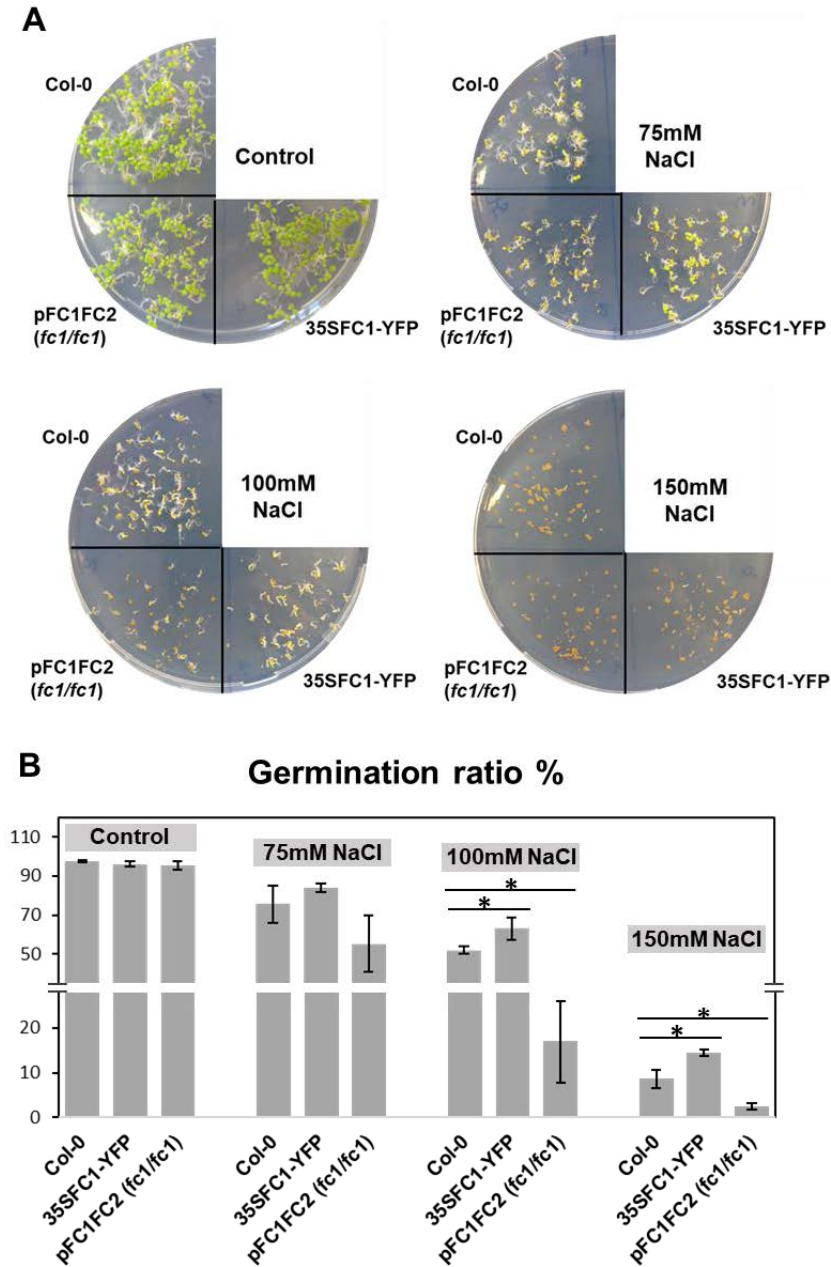 A
Col-0
Control
pFC1FC2
(fc1/fc1)
35SFC1-YFP
Col-0
75mM
NaCl
pFC1FC2
(fc1/fc1)
35SFC1-YFP
Col-0
100mM
NaCl
pFC1FC2
(fc1/fc1)
35SFC1-YFP
Col-0
150mM
NaCl
pFC1FC2
(fc1/fc1)
35SFC1-YFP
B
Germination ratio %
110
90
70
50
20
10
0
Control
75mM NaCl
100mM NaCl
*
*
150mM NaCl
*
*
Col-0
35SFC1-YFP
pFC1FC2 (fc1/fc1)
Col-0
35SFC1-YFP
pFC1FC2 (fc1/fc1)
Col-0
35SFC1-YFP
pFC1FC2 (fc1/fc1)
Col-0
35SFC1-YFP
pFC1FC2 (fc1/fc1)